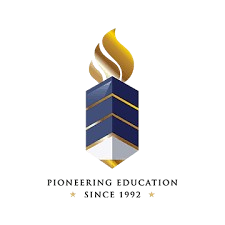 PIONEERING EDUCATION
★ SINCE 1992 ★